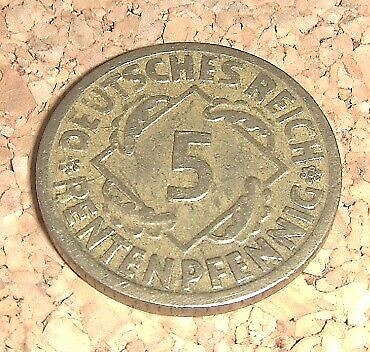 DEUTSCHES REICH
5
RENTENPFENNIG